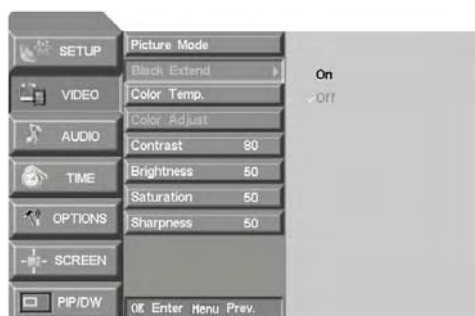 SETUP
VIDEO
AUDIO
TIME
OPTIONS
SCREEN
PIP/DW
Picture Mode
Black Extend
Color Temp.
Color Adjust
Contrast 80
Brightness 50
Saturation 50
Sharpness 50
OK Enter Menu Prev.
On
Off